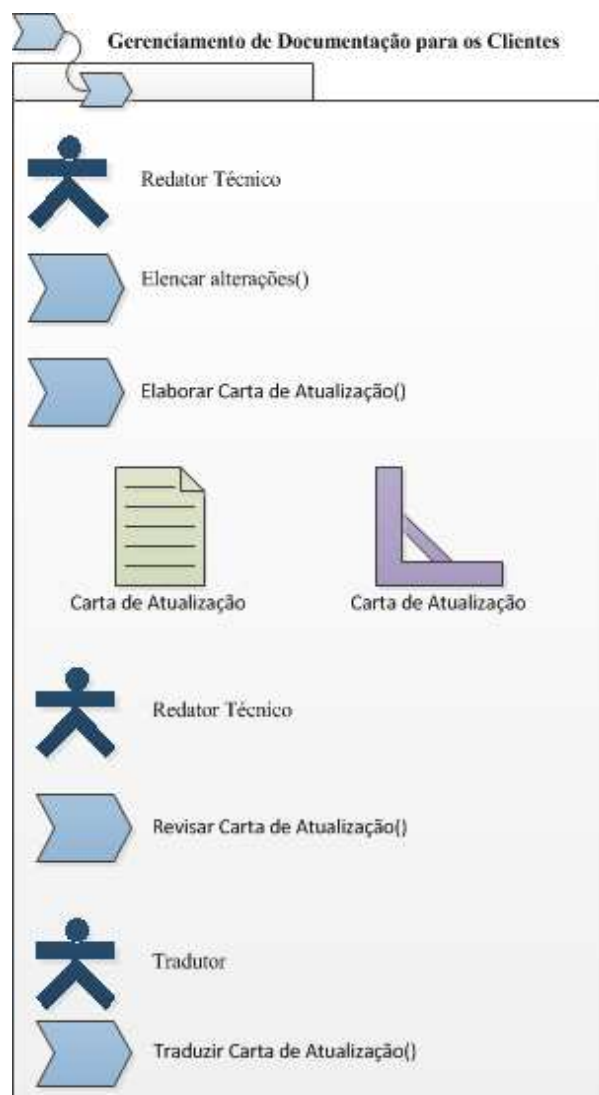 Gerenciamento de Documentação para os Clientes
Redator Técnico
Elencar alterações()
Elaborar Carta de Atualização()
Carta de Atualização
Carta de Atualização
Redator Técnico
Revisar Carta de Atualização()
Tradutor
Traduzir Carta de Atualização()